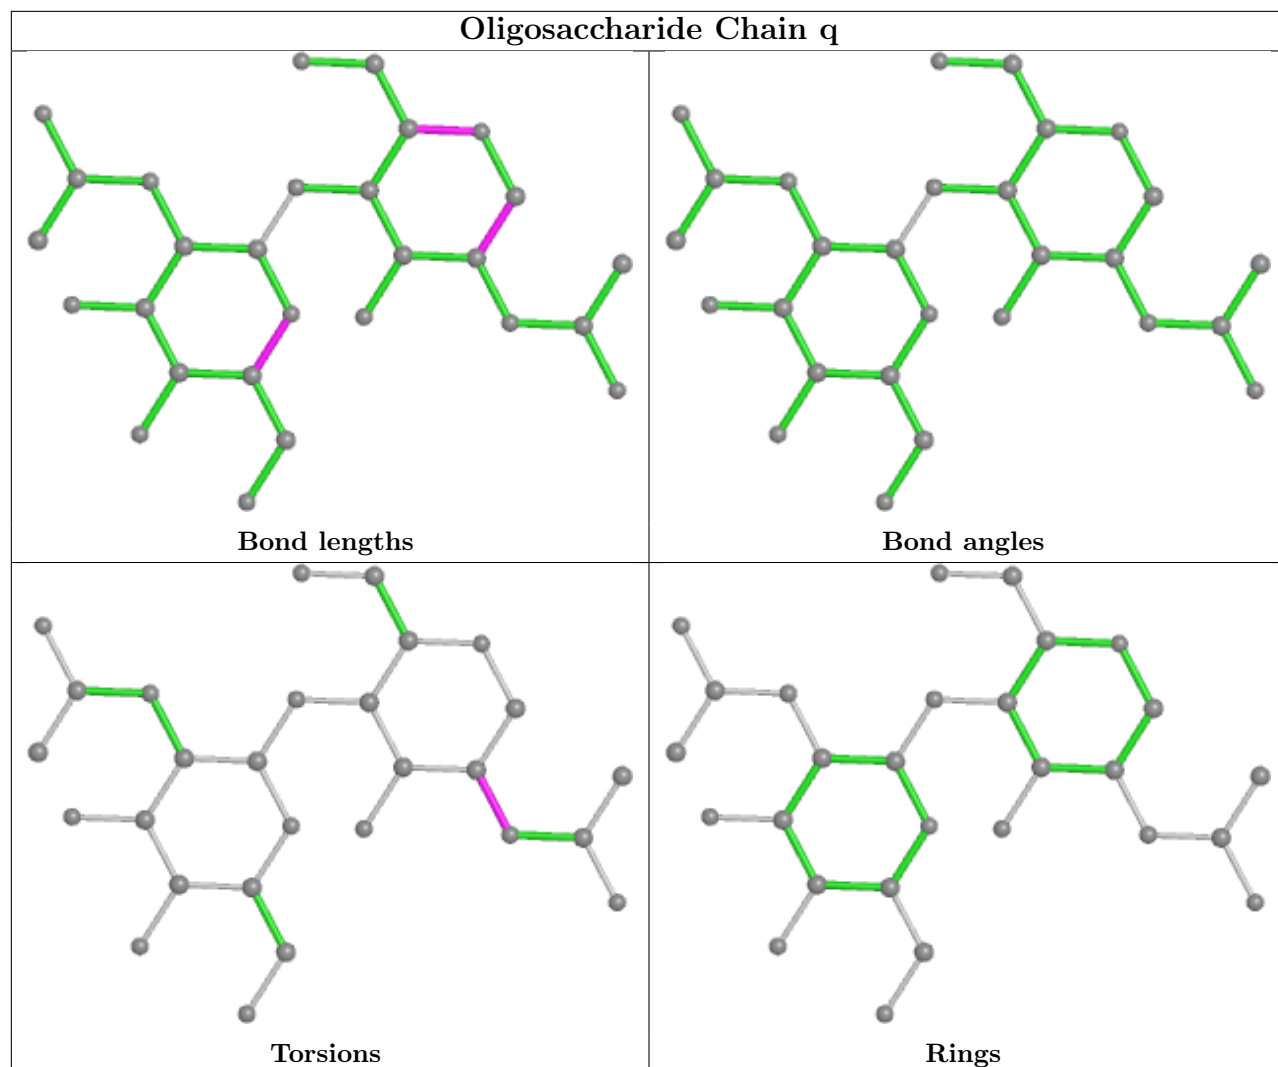 Oligosaccharide Chain q
Bond lengths
Bond angles
Torsions
Rings